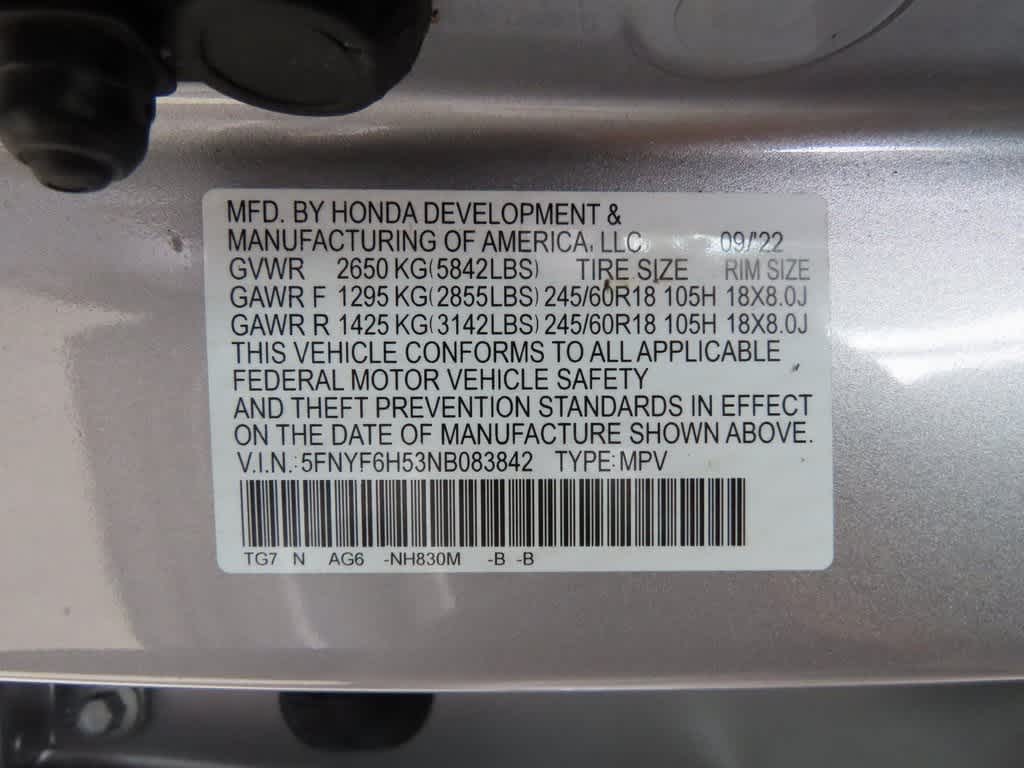 MFD. BY HONDA DEVELOPMENT &
MANUFACTURING OF AMERICA, LLC 09/'22
GVWR 2650 KG(5842LBS) TIRE SIZE RIM SIZE
GAWR F 1295 KG(2855LBS) 245/60R18 105H 18X8.0J
GAWR R 1425 KG(3142LBS) 245/60R18 105H 18X8.0J
THIS VEHICLE CONFORMS TO ALL APPLICABLE
FEDERAL MOTOR VEHICLE SAFETY
AND THEFT PREVENTION STANDARDS IN EFFECT
ON THE DATE OF MANUFACTURE SHOWN ABOVE.
V.I.N.: 5FNYF6H53NB083842 TYPE: MPV
TG7 N AG6 -NH830M -B -B